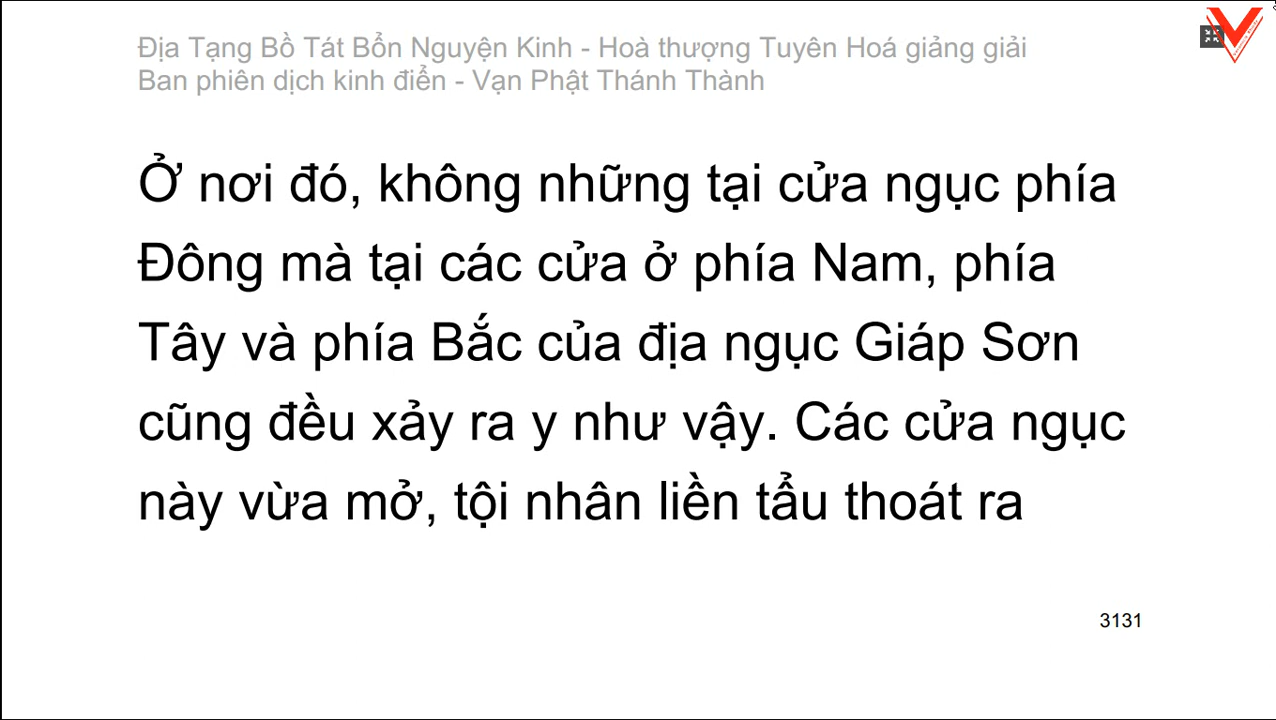 Địa Tạng Bồ Tát Bổn Nguyện Kinh - Hoà thượng Tuyên Hoá giảng giải
Ban phiên dịch kinh điển - Vạn Phật Thánh Thành
Ở nơi đó, không những tại cửa ngục phía
Đông mà tại các cửa ở phía Nam, phía
Tây và phía Bắc của địa ngục Giáp Sơn
cũng đều xảy ra y như vậy. Các cửa ngục
này vừa mở, tội nhân liền tẩu thoát ra
3131